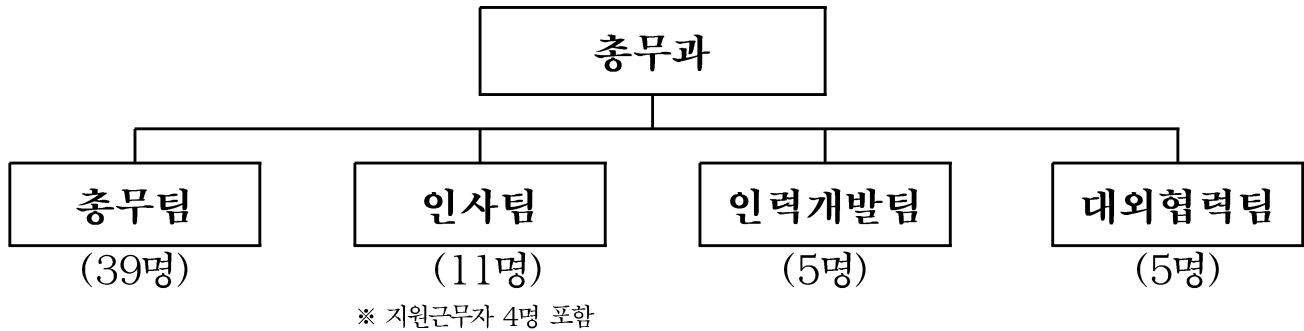 총무과
총무팀 인사팀 인력개발팀 대외협력팀
(39명) (11명) (5명) (5명)
※ 지원근무자 4명 포함